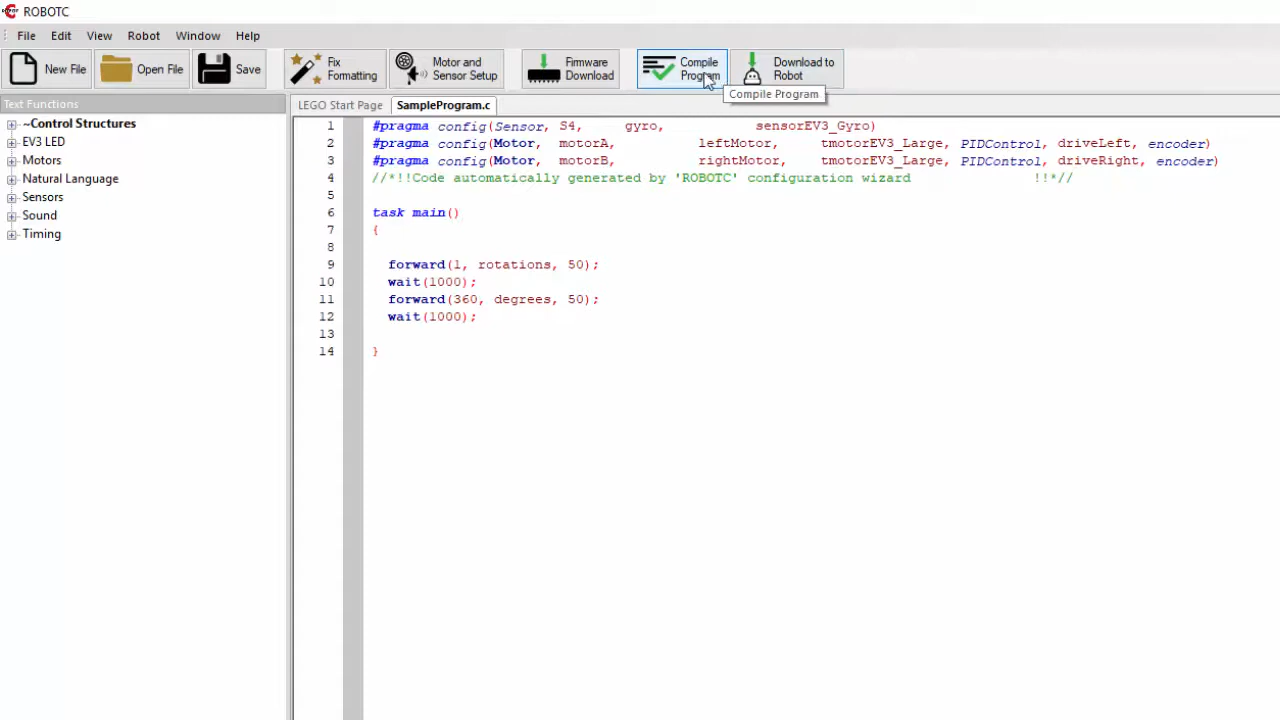 ROBOTC
File Edit View Robot Window Help
New File Open File Save Fix Formatting Motor and Sensor Setup Firmware Download Compile Program Download to Robot
Compile Program
Text Functions
LEGO Start Page SampleProgram.c
~Control Structures
EV3 LED
Motors
Natural Language
Sensors
Sound
Timing
1 #pragma config(Sensor, S4, gyro, sensorEV3_Gyro)
2 #pragma config(Motor, motorA, leftMotor, tmotorEV3_Large, PIDControl, driveLeft, encoder)
3 #pragma config(Motor, motorB, rightMotor, tmotorEV3_Large, PIDControl, driveRight, encoder)
4 //*!!Code automatically generated by 'ROBOTC' configuration wizard !!*//
5
6 task main()
7 {
8
9 forward(1, rotations, 50);
10 wait(1000);
11 forward(360, degrees, 50);
12 wait(1000);
13
14 }